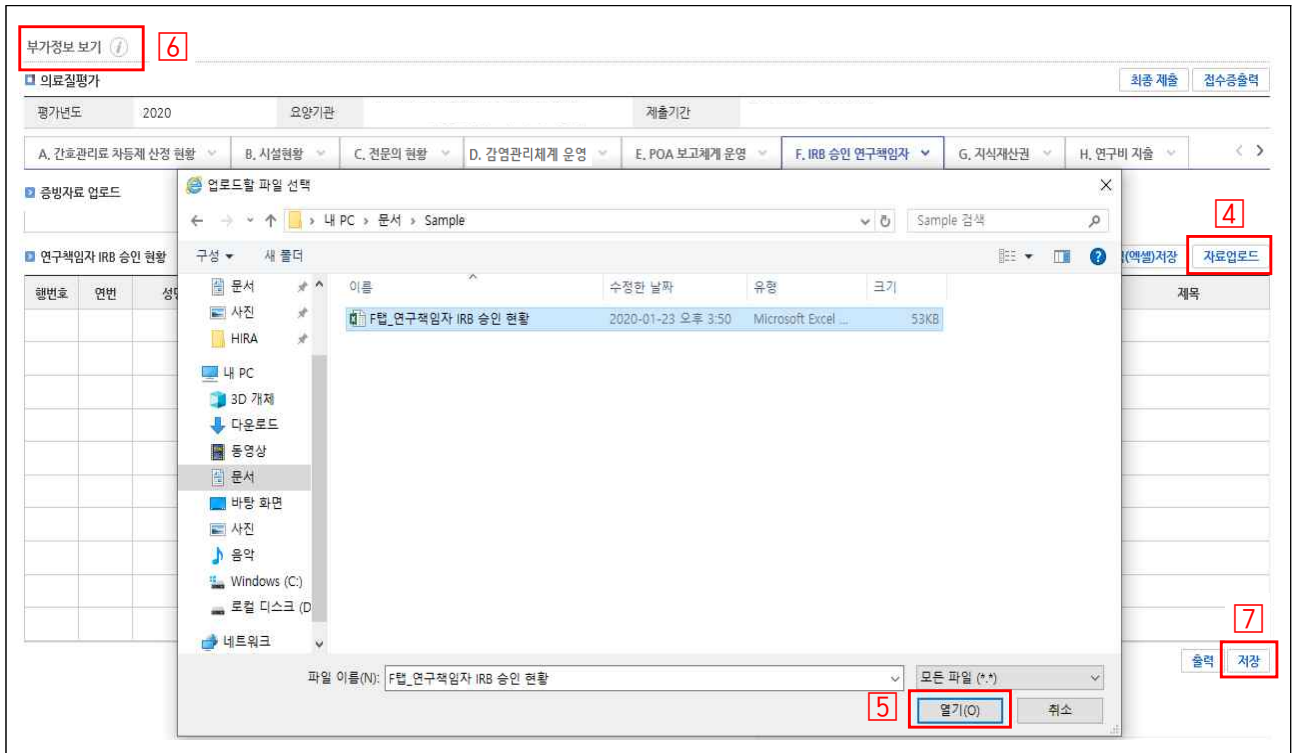 부가정보 보기 i 6
의료질평가 최종 제출 접수증출력
평가년도 2020 요양기관 제출기간
A. 간호관리료 차등제 산정 현황 B. 시설현황 C. 전문의 현황 D. 감염관리체계 운영 E. POA 보고체계 운영 F. IRB 승인 연구책임자 G. 지식재산권 H. 연구비 지출
증빙자료 업로드
업로드할 파일 선택
내 PC › 문서 › Sample Sample 검색
4
연구책임자 IRB 승인 현황 (엑셀)저장 자료업로드
구성 새 폴더
행번호 연번 성명 제목
이름 수정한 날짜 유형 크기
F탭_연구책임자 IRB 승인 현황 2020-01-23 오후 3:50 Microsoft Excel ... 53KB
문서
사진
HIRA
내 PC
3D 개체
다운로드
동영상
문서
바탕 화면
사진
음악
Windows (C:)
로컬 디스크 (D
네트워크
파일 이름(N): F탭_연구책임자 IRB 승인 현황 모든 파일 (*.*)
5 열기(O) 취소
7
출력 저장